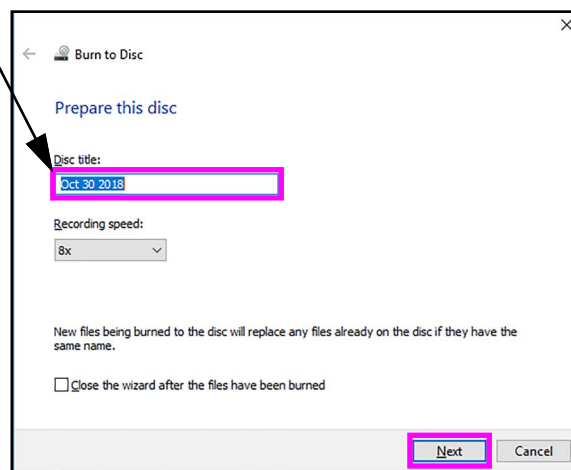 Burn to Disc
Prepare this disc
Disc title:
Oct 30 2018
Recording speed:
8x
New files being burned to the disc will replace any files already on the disc if they have the
same name.
Close the wizard after the files have been burned
Next
Cancel